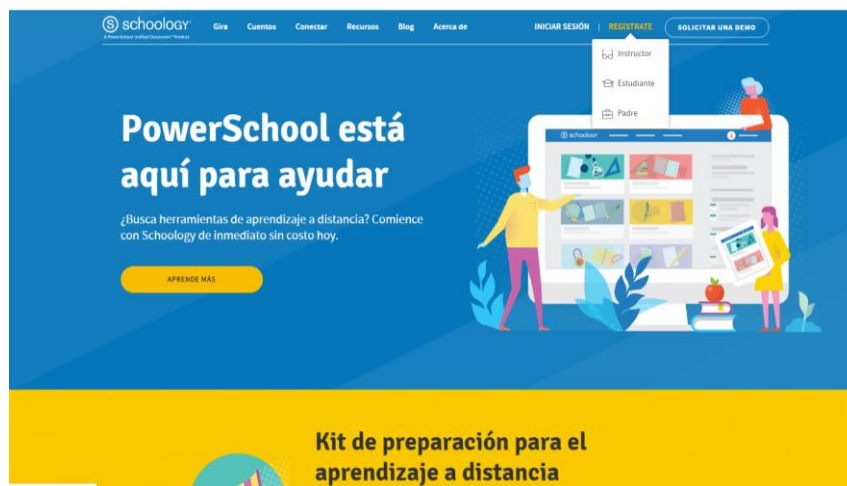 schoology
A PowerSchool Unified Classroom Product
Gira Cuentos Conectar Recursos Blog Acerca de INICIAR SESIÓN | REGÍSTRATE SOLICITAR UNA DEMO
Instructor
Estudiante
Padre
PowerSchool está
aquí para ayudar
¿Busca herramientas de aprendizaje a distancia? Comience
con Schoology de inmediato sin costo hoy.
APRENDE MÁS
schoology
Kit de preparación para el
aprendizaje a distancia